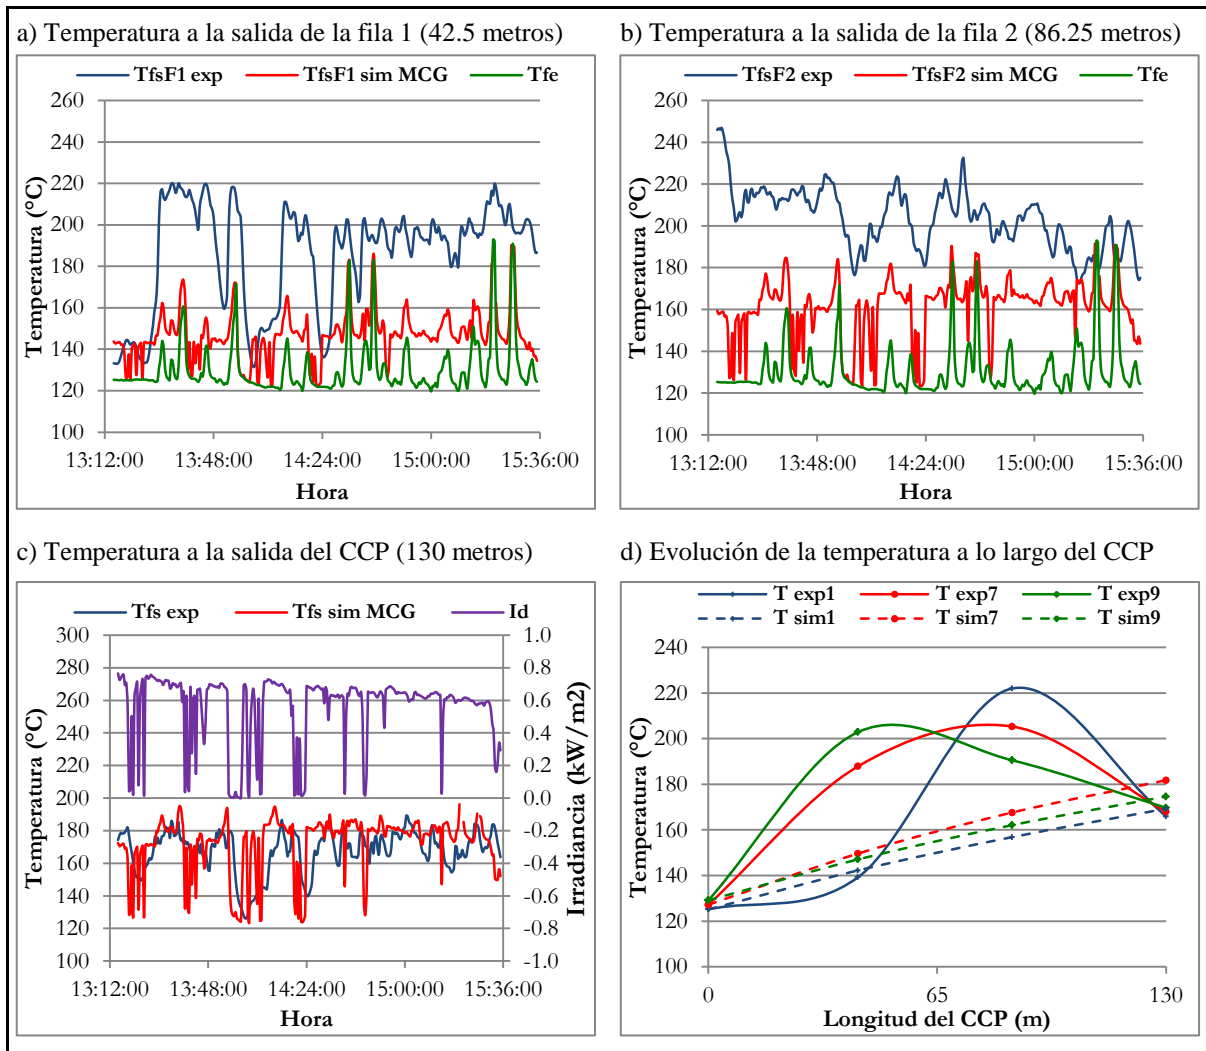 a) Temperatura a la salida de la fila 1 (42.5 metros)
TfsF1 exp TfsF1 sim MCG Tfe
Temperatura (°C)
260
240
220
200
180
160
140
120
100
13:12:00 13:48:00 14:24:00 15:00:00 15:36:00
Hora
b) Temperatura a la salida de la fila 2 (86.25 metros)
TfsF2 exp TfsF2 sim MCG Tfe
Temperatura (°C)
260
240
220
200
180
160
140
120
100
13:12:00 13:48:00 14:24:00 15:00:00 15:36:00
Hora
c) Temperatura a la salida del CCP (130 metros)
Tfs exp Tfs sim MCG Id
Temperatura (°C)
300
280
260
240
220
200
180
160
140
120
100
1.0
0.8
0.6
0.4
0.2
0.0
-0.2
-0.4
-0.6
-0.8
-1.0
Irradiancia (kW/m2)
13:12:00 13:48:00 14:24:00 15:00:00 15:36:00
Hora
d) Evolución de la temperatura a lo largo del CCP
T exp1 T exp7 T exp9
T sim1 T sim7 T sim9
Temperatura (°C)
240
220
200
180
160
140
120
100
0 65 130
Longitud del CCP (m)